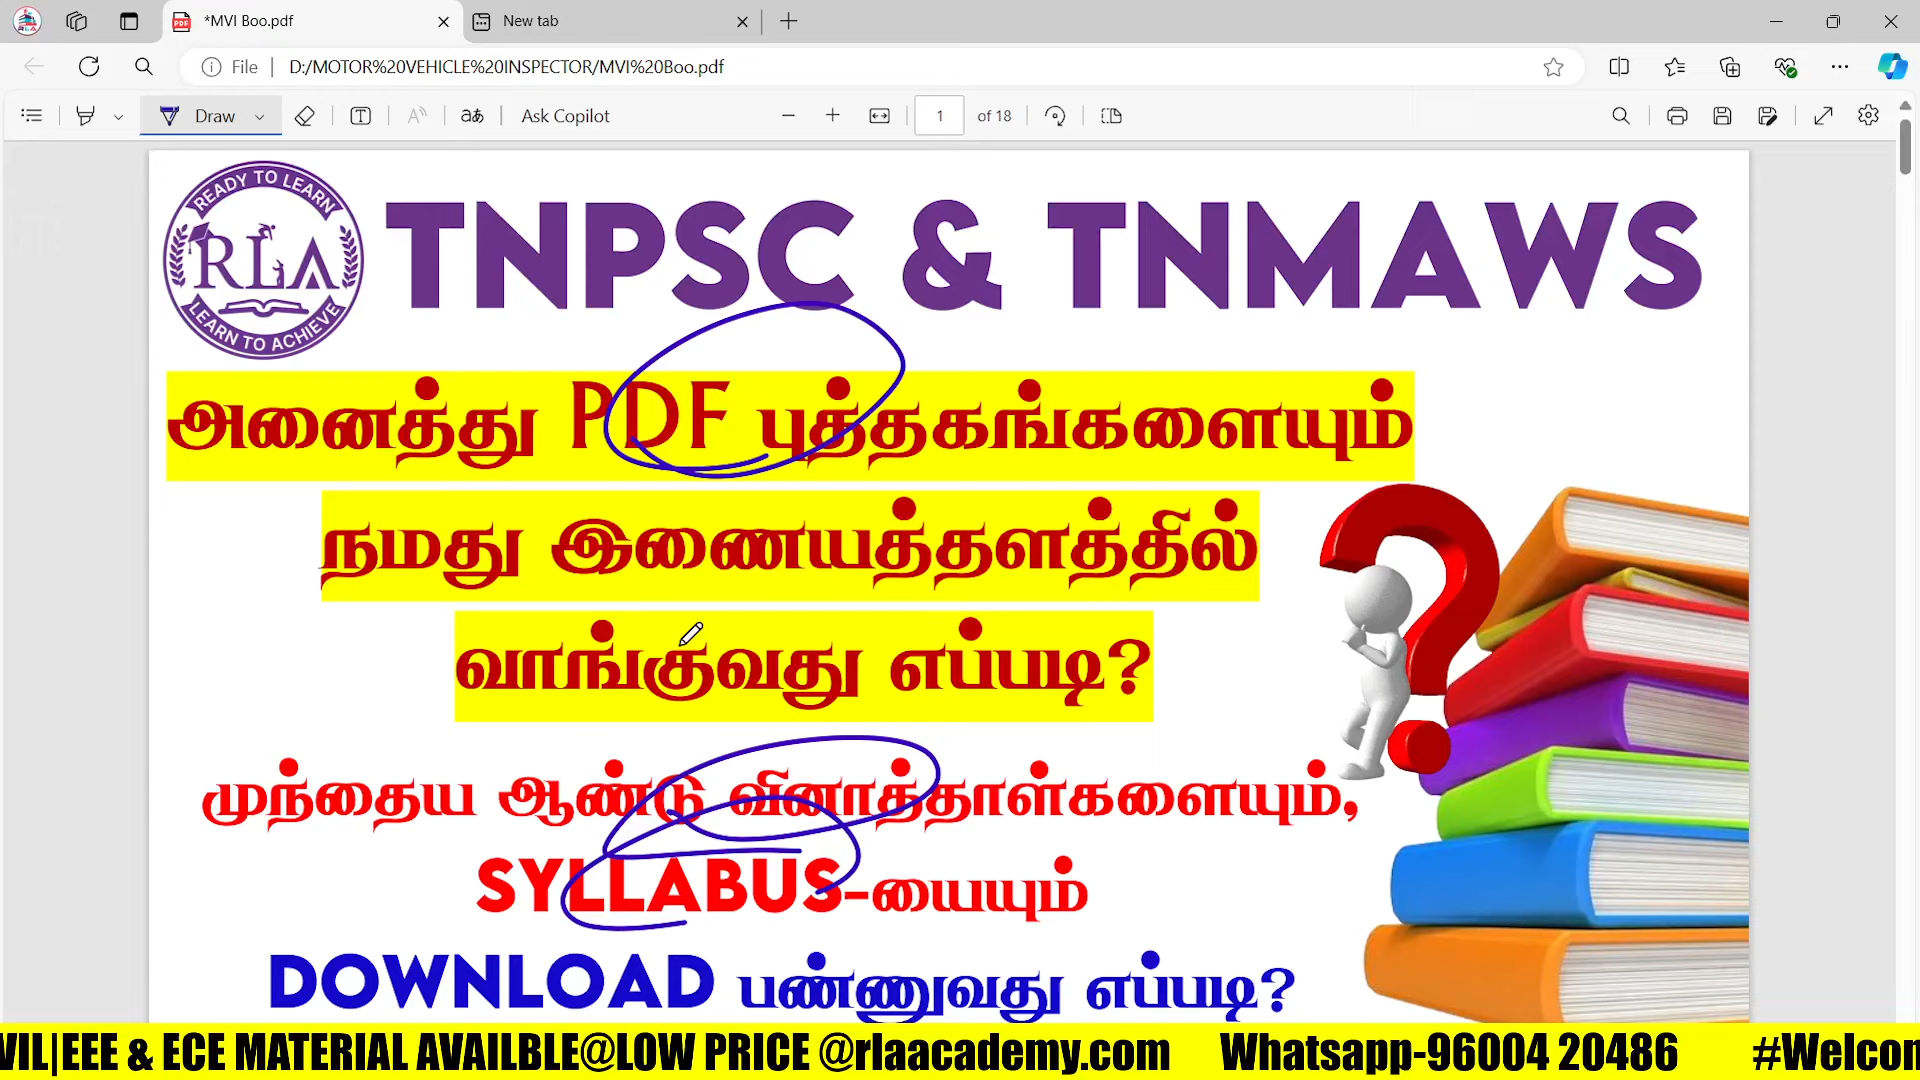 *MVI Boo.pdf
New tab
File
D:/MOTOR%20VEHICLE%20INSPECTOR/MVI%20Boo.pdf
Draw
Ask Copilot
1 of 18
READY TO LEARN
RLA
LEARN TO ACHIEVE
TNPSC & TNMAWS
அனைத்து PDF புத்தகங்களையும்
நமது இணையத்தளத்தில்
வாங்குவது எப்படி?
முந்தைய ஆண்டு வினாத்தாள்களையும்,
SYLLABUS-யையும்
DOWNLOAD பண்ணுவது எப்படி?
VIL|EEE & ECE MATERIAL AVAILBLE@LOW PRICE @rlaacademy.com Whatsapp-96004 20486 #Welcon